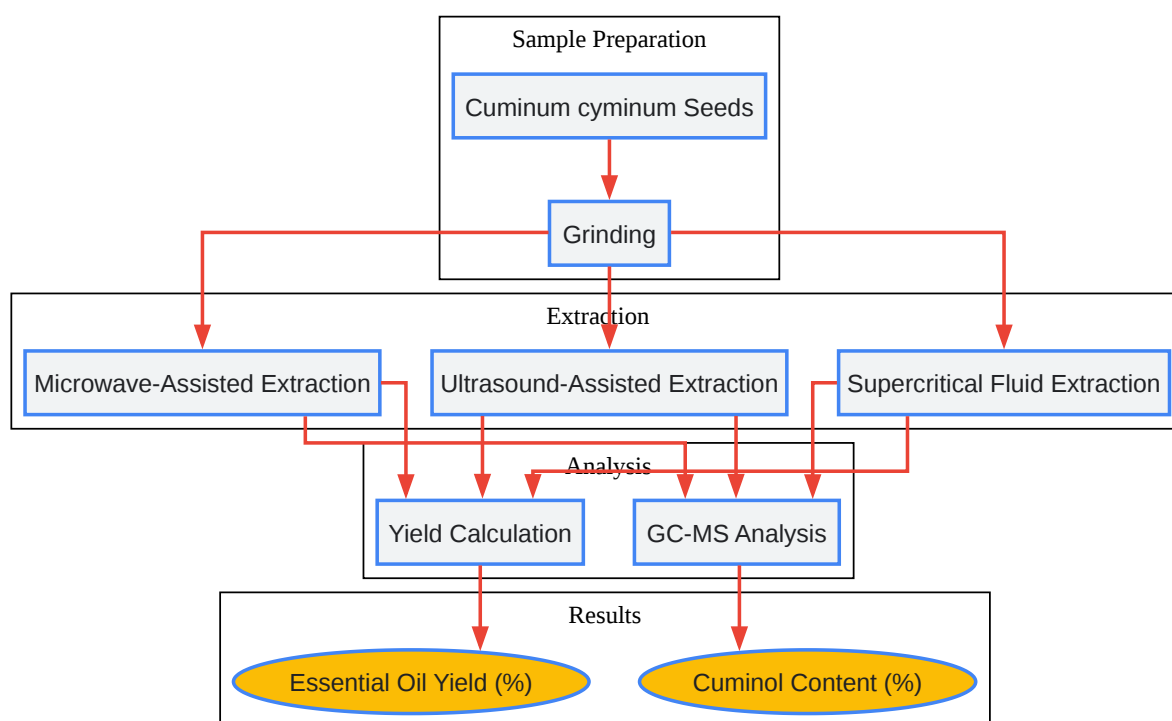 Sample Preparation
Cuminum cyminum Seeds
Grinding
Extraction
Microwave-Assisted Extraction
Ultrasound-Assisted Extraction
Supercritical Fluid Extraction
Analysis
Yield Calculation
GC-MS Analysis
Results
Essential Oil Yield (%)
Cuminol Content (%)